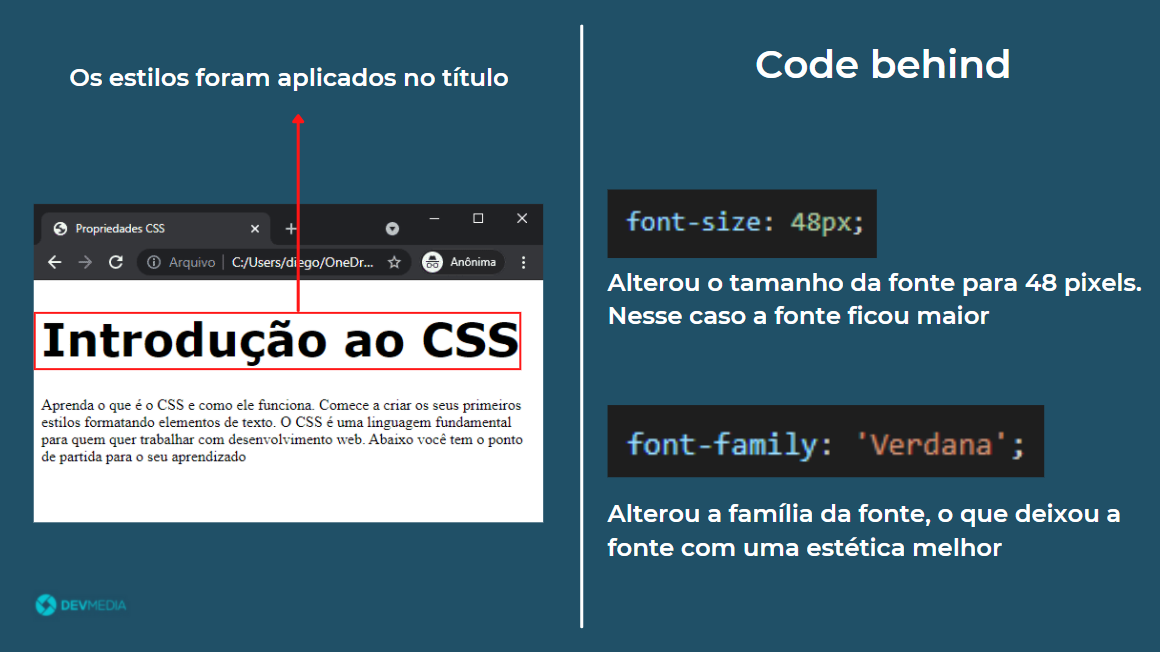 Os estilos foram aplicados no título
Propriedades CSS
Arquivo
C:/Users/diego/OneDr...
Anônima
Introdução ao CSS
Aprenda o que é o CSS e como ele funciona. Comece a criar os seus primeiros
estilos formatando elementos de texto. O CSS é uma linguagem fundamental
para quem quer trabalhar com desenvolvimento web. Abaixo você tem o ponto
de partida para o seu aprendizado
DEVMEDIA
Code behind
font-size: 48px;
Alterou o tamanho da fonte para 48 pixels.
Nesse caso a fonte ficou maior
font-family: 'Verdana';
Alterou a família da fonte, o que deixou a
fonte com uma estética melhor